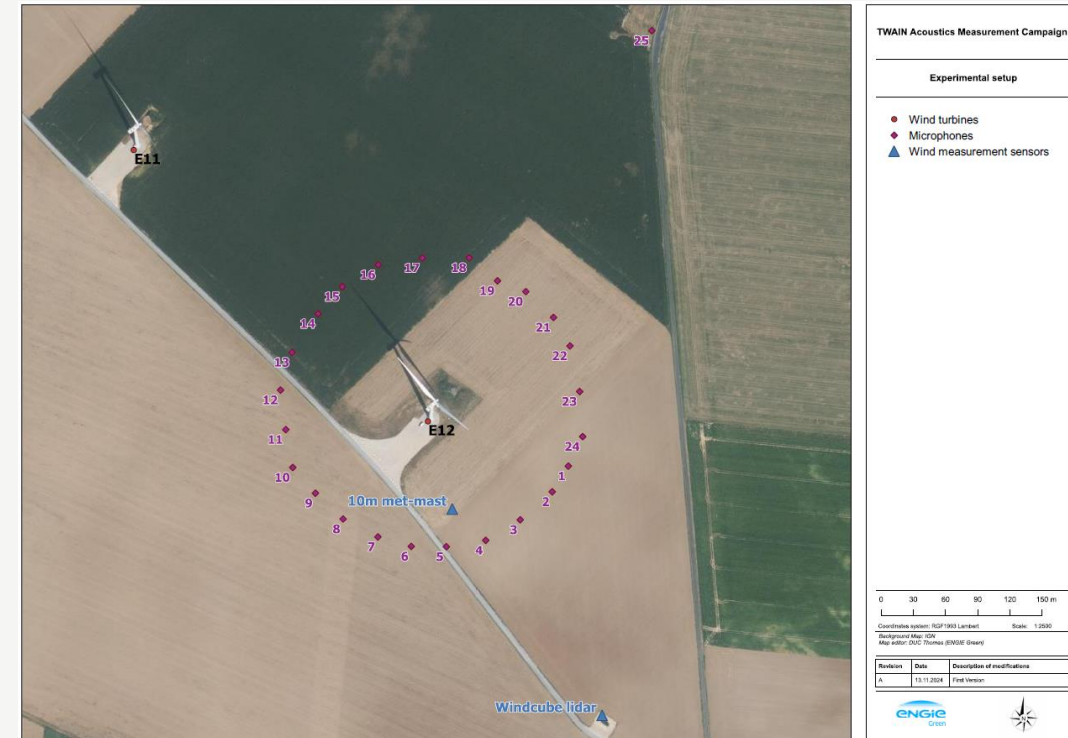 25
E11
16
17
18
15
19
20
14
21
13
22
12
23
E12
11
24
10
1
9
10m met-mast
2
8
3
7
6
5
4
Windcube lidar
TWAIN Acoustics Measurement Campaign
Experimental setup
Wind turbines
Microphones
Wind measurement sensors
0 30 60 90 120 150 m
Coordinates system: RGF1993 Lambert Scale: 1:2500
Background Map: IGN
Map editor: DUC Thomas (ENGIE Green)
Revision Date Description of modifications
A 13.11.2024 First Version
ENGIE
Green
N